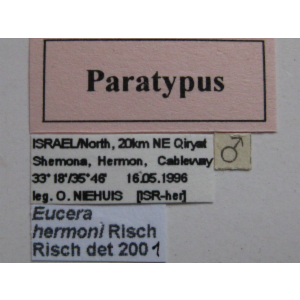 Paratypus
ISRAEL/North, 20km NE Qiryat
Shemona, Hermon, Cableway
33°18'/35°46' 16.05.1996
leg. O. NIEHUIS [ISR-her]
♂
Eucera
hermoni Risch
Risch det 2001